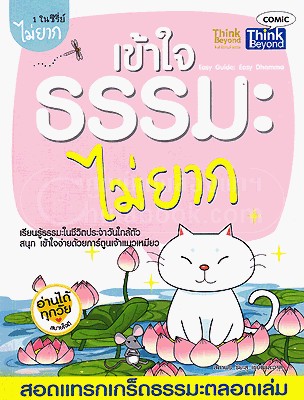 1 ในซีรี่ย์
ไม่ยาก
COMIC
Think
Beyond
Think
Beyond
เข้าใจ
Easy Guide: Easy Dhamma
ธรรมะ
ไม่ยาก
เรียนรู้ธรรมะในชีวิตประจำวันใกล้ตัว
สนุก เข้าใจง่ายด้วยการ์ตูนเจ้าแมวเหมียว
อ่านได้
ทุกวัย
สอดแทรกเกร็ดธรรมะตลอดเล่ม